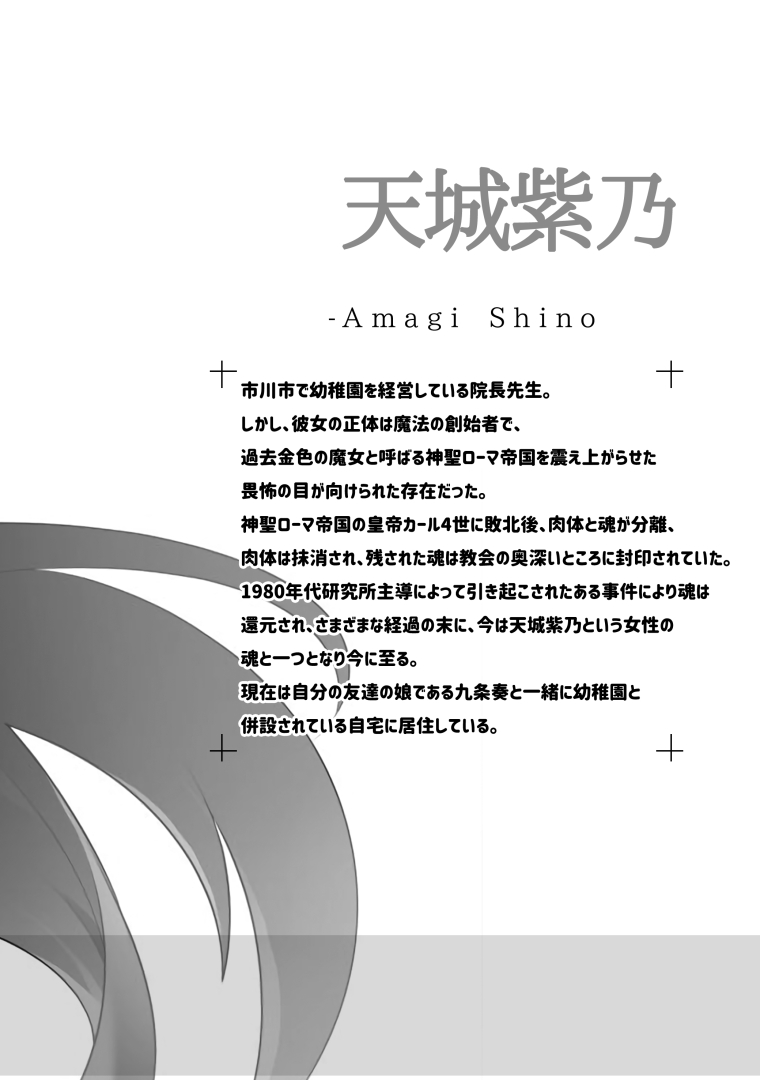 天城紫乃
-Amagi Shino
市川市で幼稚園を経営している院長先生。
しかし、彼女の正体は魔法の創始者で、
過去金色の魔女と呼ばる神聖ローマ帝国を震え上がらせた
畏怖の目が向けられた存在だった。
神聖ローマ帝国の皇帝カール4世に敗北後、肉体と魂が分離、
肉体は抹消され、残された魂は教会の奥深いところに封印されていた。
1980年代研究所主導によって引き起こされたある事件により魂は
還元され、さまざまな経過の末に、今は天城紫乃という女性の
魂と一つとなり今に至る。
現在は自分の友達の娘である九条奏と一緒に幼稚園と
併設されている自宅に居住している。